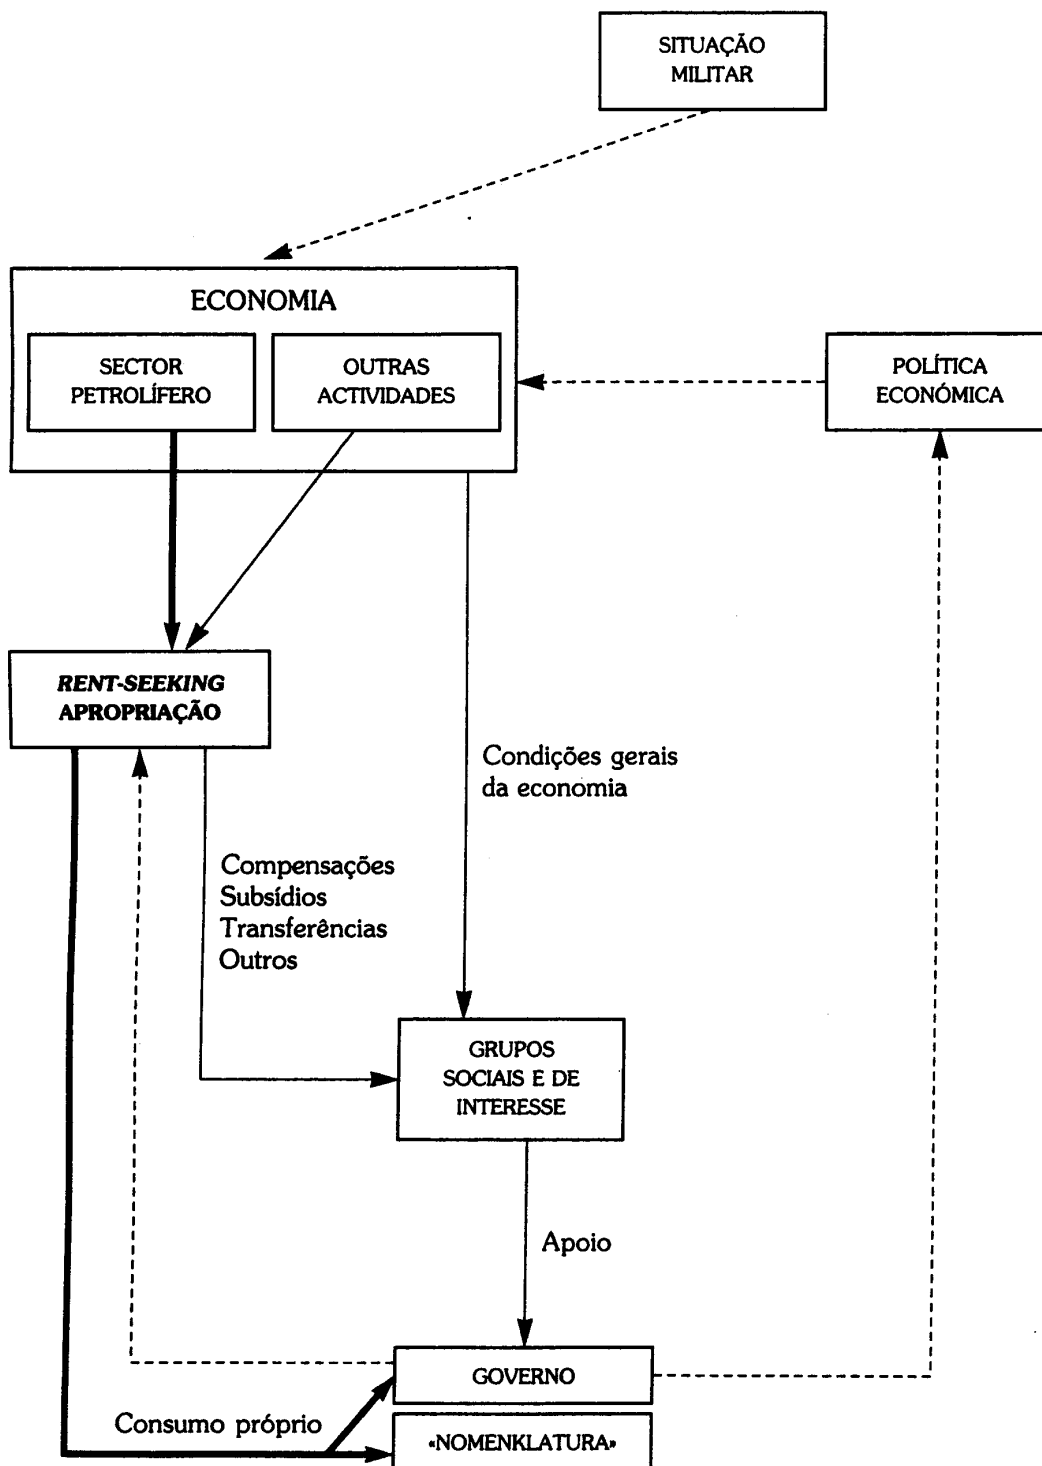 SITUAÇÃO
MILITAR
ECONOMIA
SECTOR
PETROLÍFERO
OUTRAS
ACTIVIDADES
POLÍTICA
ECONÓMICA
RENT-SEEKING
APROPRIAÇÃO
Condições gerais
da economia
Compensações
Subsídios
Transferências
Outros
GRUPOS
SOCIAIS E DE
INTERESSE
Apoio
GOVERNO
Consumo próprio
«NOMENKLATURA»